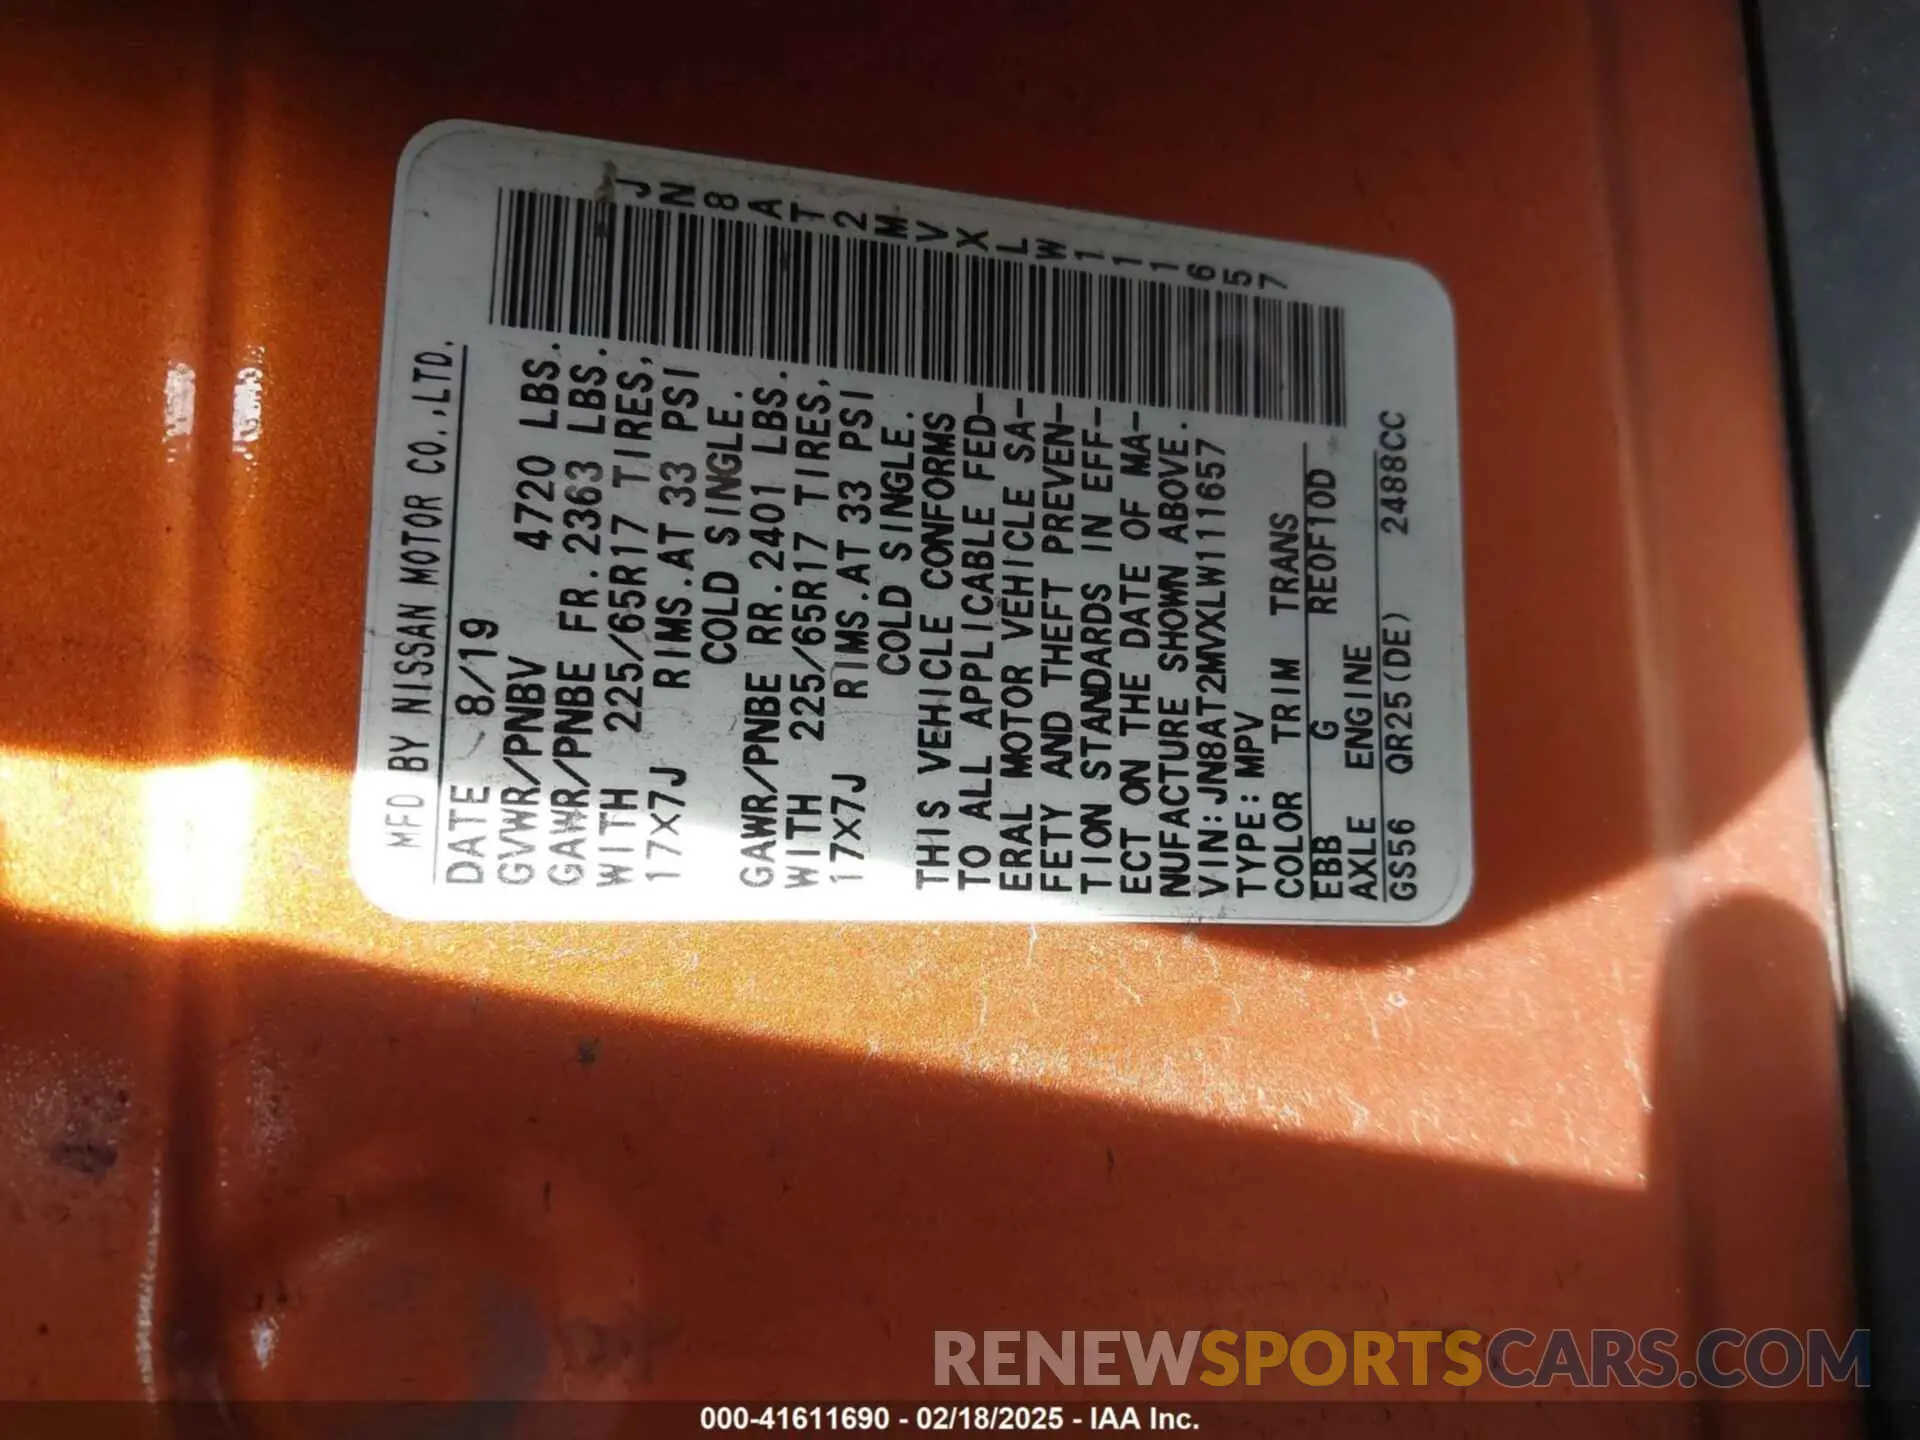 JN8AT2MVXLW111657
MFD BY NISSAN MOTOR CO.,LTD.
DATE 8/19
GVWR/PNBV 4720 LBS.
GAWR/PNBE FR.2363 LBS.
WITH 225/65R17 TIRES,
17×7J RIMS.AT 33 PSI
COLD SINGLE.
GAWR/PNBE RR.2401 LBS.
WITH 225/65R17 TIRES,
17×7J RIMS.AT 33 PSI
COLD SINGLE.
THIS VEHICLE CONFORMS
TO ALL APPLICABLE FED-
ERAL MOTOR VEHICLE SA-
FETY AND THEFT PREVEN-
TION STANDARDS IN EFF-
ECT ON THE DATE OF MA-
NUFACTURE SHOWN ABOVE.
VIN:JN8AT2MVXLW111657
TYPE:MPV
COLOR TRIM TRANS
EBB G RE0F10D
AXLE ENGINE
GS56 QR25(DE) 2488CC
RENEWSPORTSCARS.COM
000-41611690 - 02/18/2025 - IAA Inc.